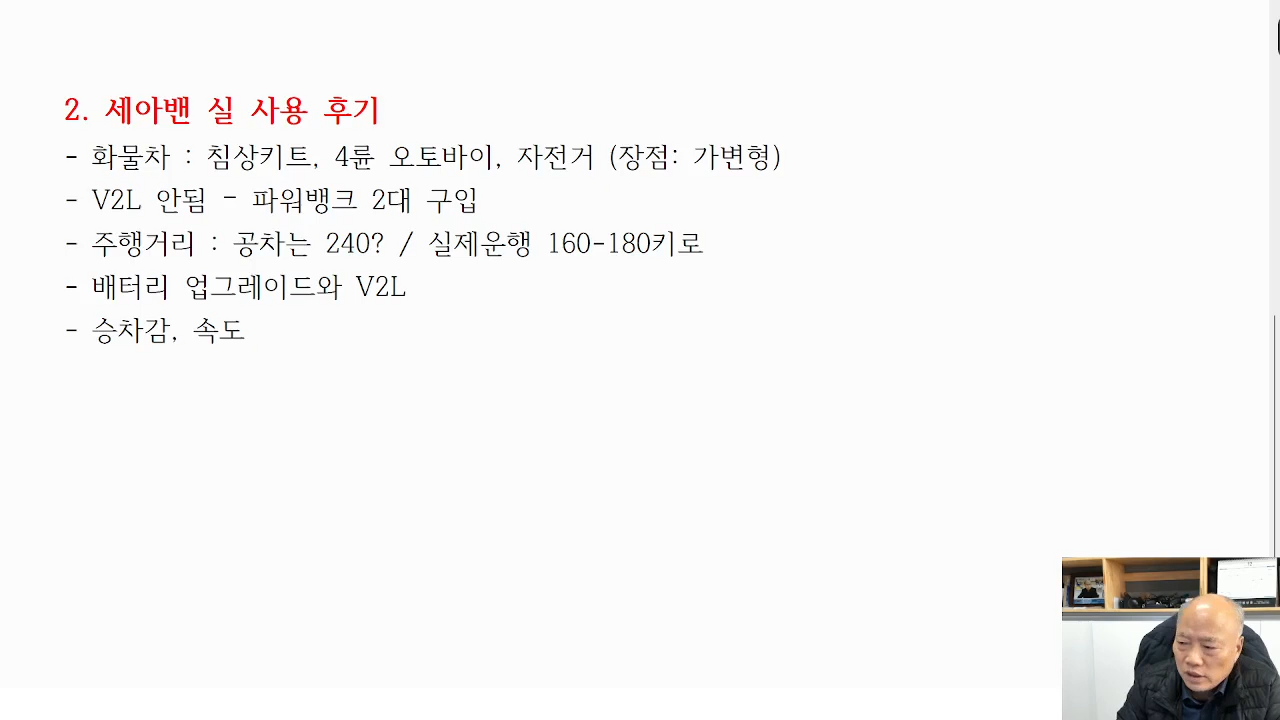 2. 세아밴 실 사용 후기
- 화물차 : 침상키트, 4륜 오토바이, 자전거 (장점: 가변형)
- V2L 안됨 - 파워뱅크 2대 구입
- 주행거리 : 공차는 240? / 실제운행 160-180키로
- 배터리 업그레이드와 V2L
- 승차감, 속도